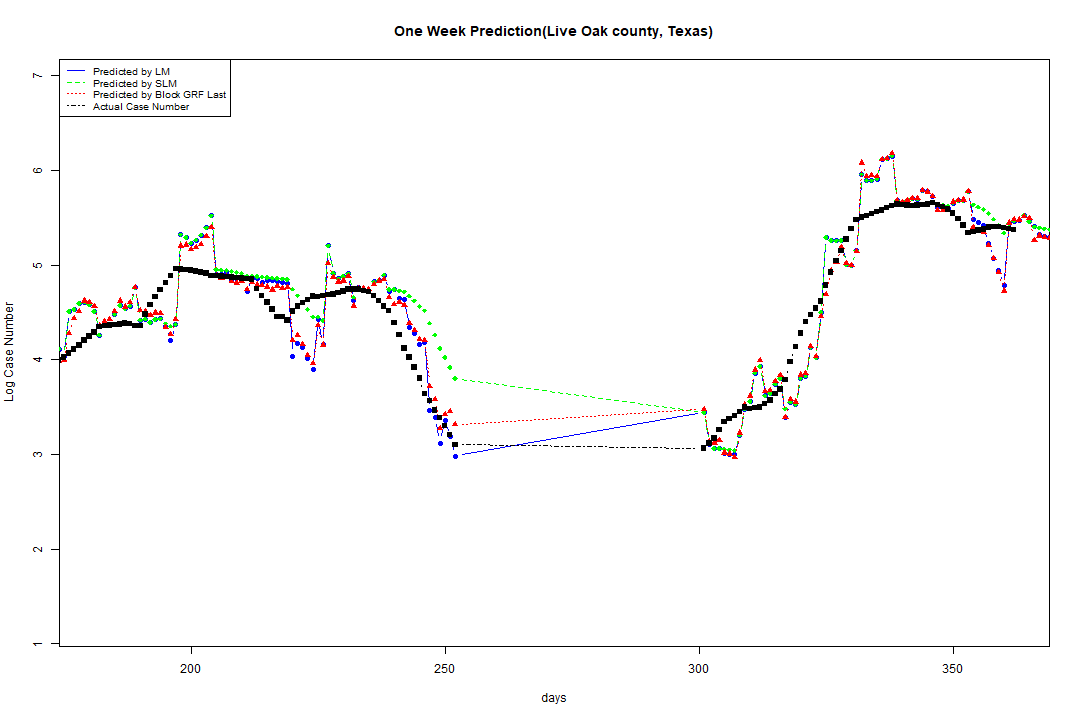 One Week Prediction(Live Oak county, Texas)
Predicted by LM
Predicted by SLM
Predicted by Block GRF Last
Actual Case Number
7
6
5
4
3
2
1
Log Case Number
200
250
300
350
days